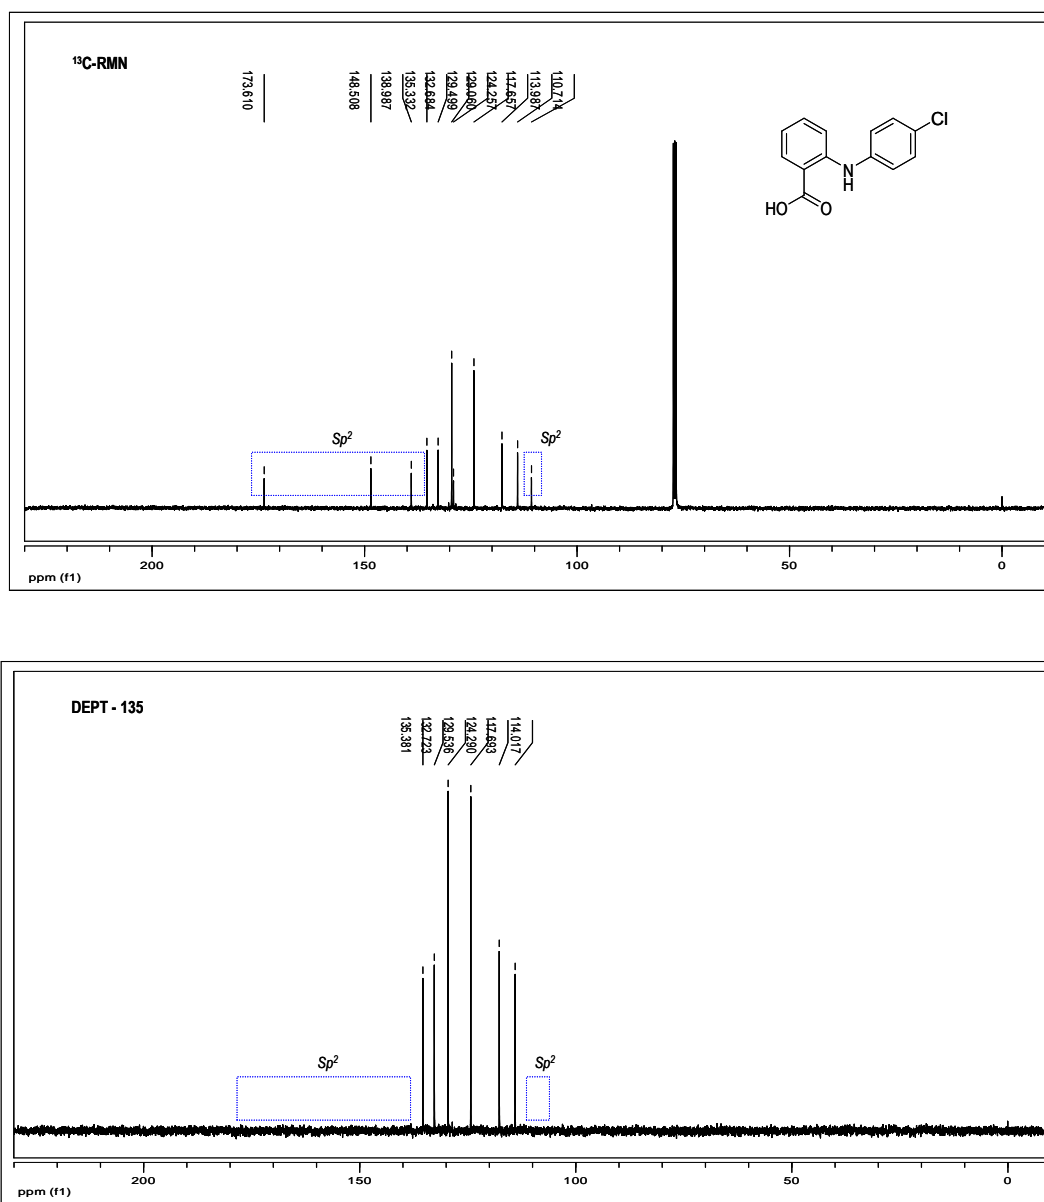 ¹³C-RMN
173.610
148.508
138.987
135.332
132.684
129.499
129.060
124.257
117.657
113.987
110.714
Cl
N
H
HO
O
Sp²
Sp²
200
150
100
50
0
ppm (f1)
DEPT - 135
135.381
132.723
129.536
124.290
117.693
114.017
Sp²
Sp²
200
150
100
50
0
ppm (f1)